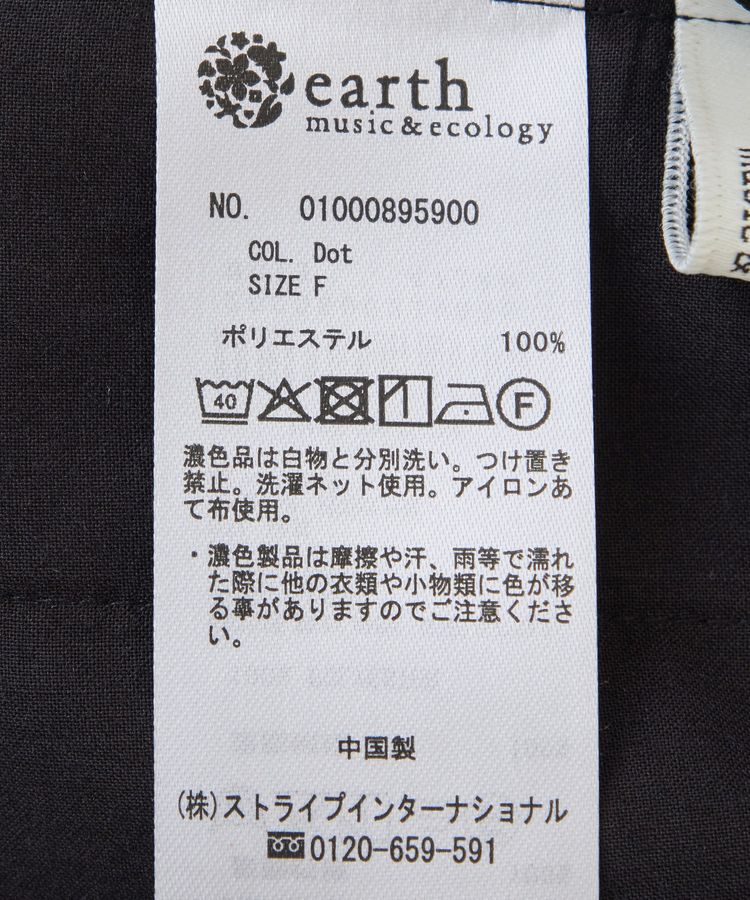 earth
music & ecology
NO. 01000895900
COL. Dot
SIZE F
ポリエステル 100%
40 F
濃色品は白物と分別洗い。つけ置き
禁止。洗濯ネット使用。アイロンあ
て布使用。
・濃色製品は摩擦や汗、雨等で濡れ
た際に他の衣類や小物類に色が移
る事がありますのでご注意くださ
い。
中国製
(株)ストライプインターナショナル
0120-659-591